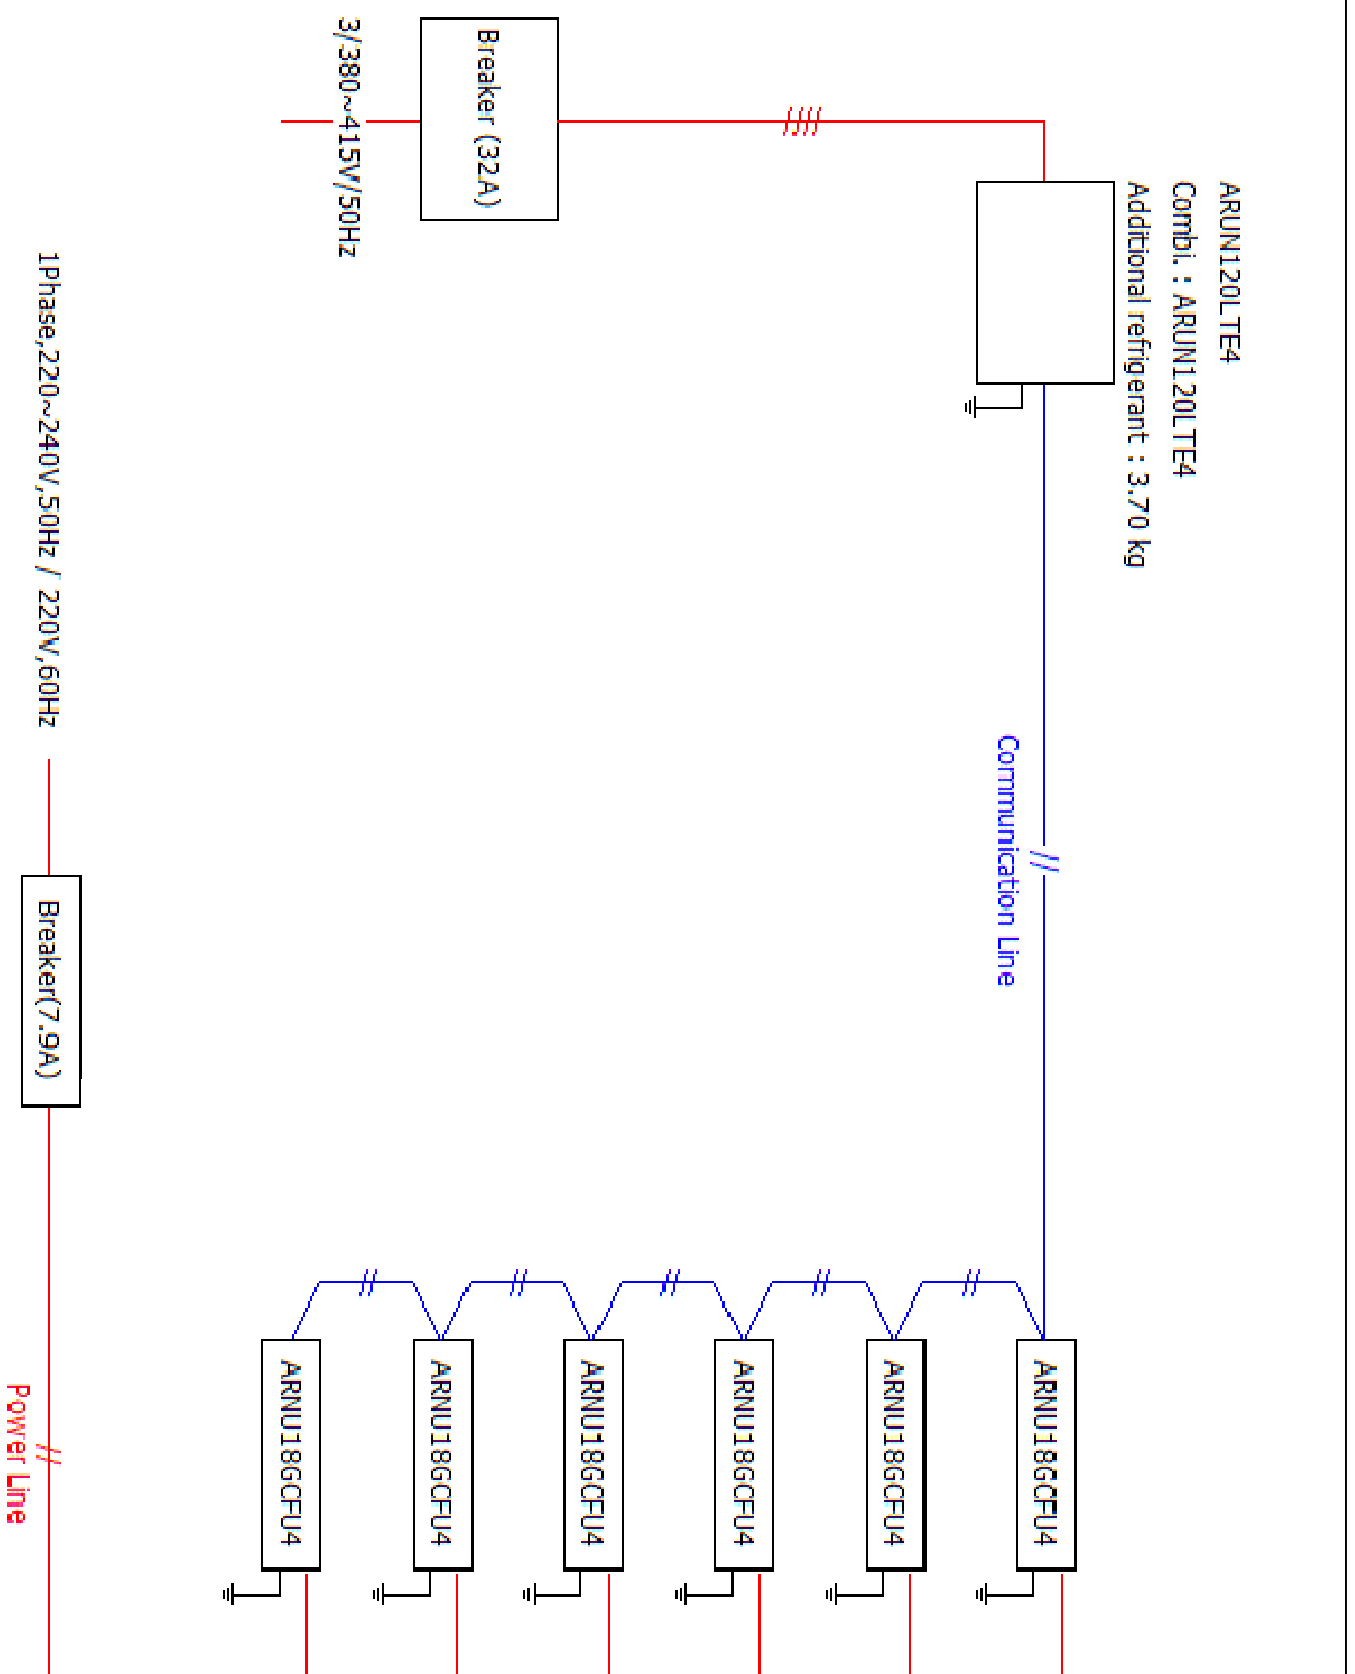 ARUN120LTE4
Combi. : ARUN120LTE4
Additional refrigerant : 3.70 kg
Communication Line
ARNU18GCFU4
ARNU18GCFU4
ARNU18GCFU4
ARNU18GCFU4
ARNU18GCFU4
ARNU18GCFU4
Breaker (32A)
3/380~415V/50Hz
1Phase,220~240V,50Hz / 220V,60Hz
Breaker(7.9A)
Power Line